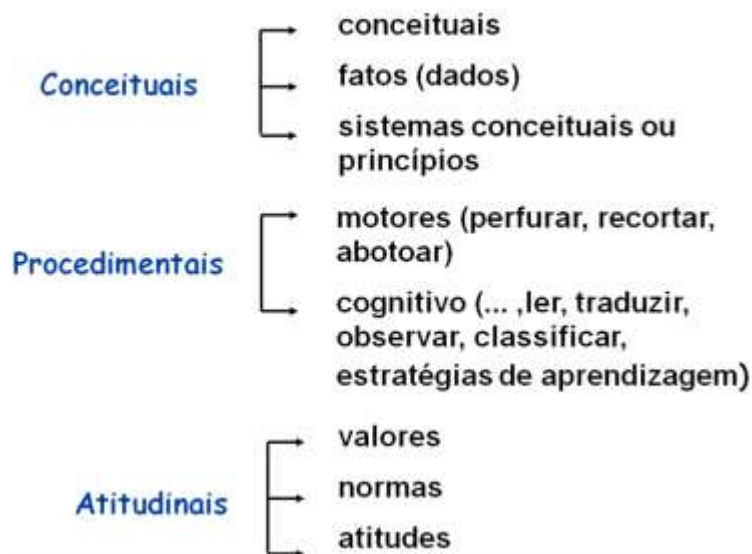 Conceituais
conceituais
fatos (dados)
sistemas conceituais ou
princípios
Procedimentais
motores (perfurar, recortar,
abotoar)
cognitivo (... ,ler, traduzir,
observar, classificar,
estratégias de aprendizagem)
Atitudinais
valores
normas
atitudes